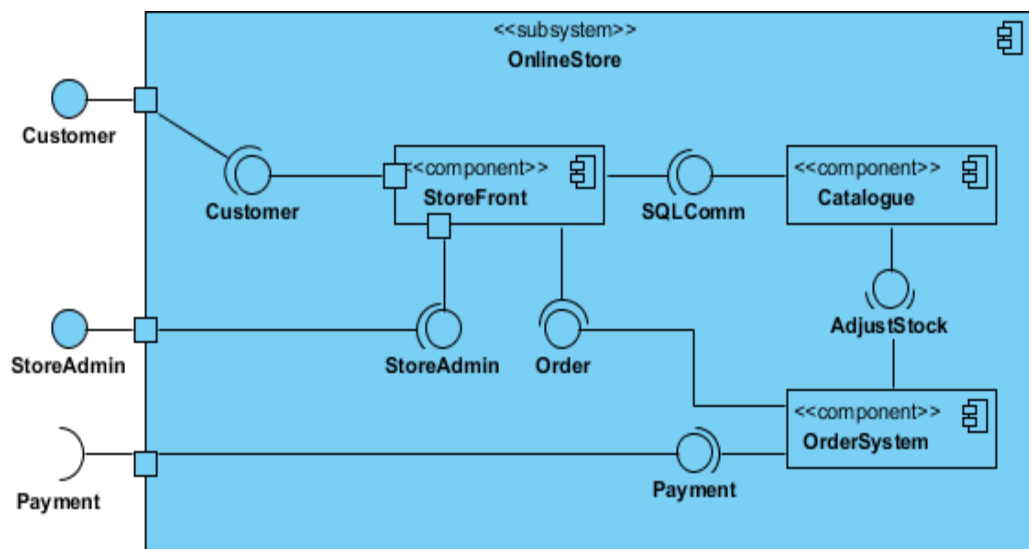 <<subsystem>>
OnlineStore
Customer
<<component>>
StoreFront
<<component>>
Catalogue
Customer
SQLComm
AdjustStock
StoreAdmin
StoreAdmin
Order
<<component>>
OrderSystem
Payment
Payment